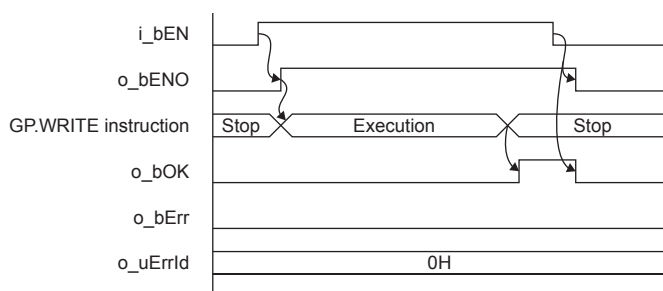 i_bEN
o_bENO
GP.WRITE instruction Stop Execution Stop
o_bOK
o_bErr
o_uErrId 0H